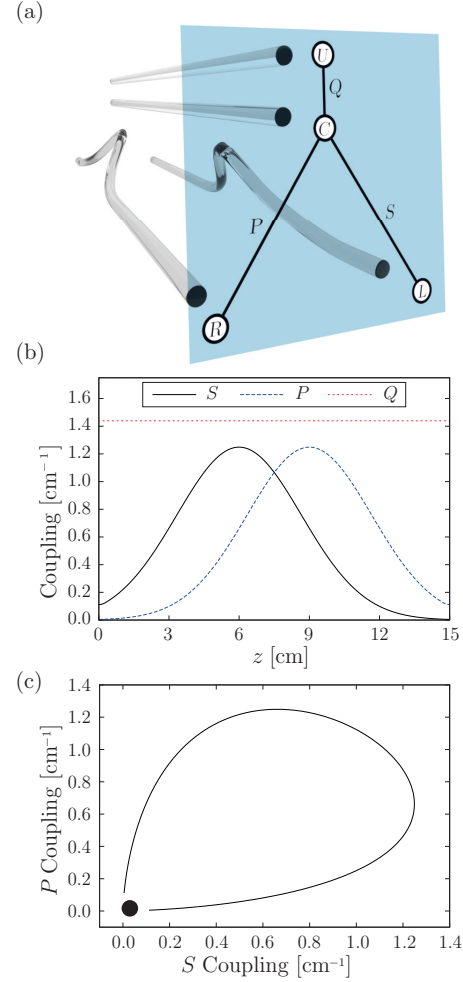 (a)
U
Q
C
P
S
R
L
(b)
S P Q
1.6
1.4
1.2
1.0
0.8
0.6
0.4
0.2
0.0
Coupling [cm⁻¹]
0 3 6 9 12 15
z [cm]
(c)
1.4
1.2
1.0
0.8
0.6
0.4
0.2
0.0
P Coupling [cm⁻¹]
0.0 0.2 0.4 0.6 0.8 1.0 1.2 1.4
S Coupling [cm⁻¹]